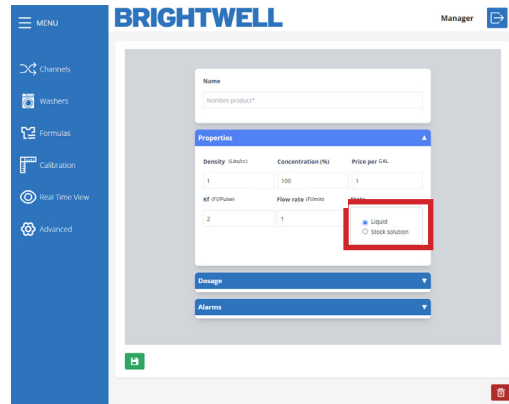 MENU
BRIGHTWELL
Manager
Channels
Washers
Formulas
Calibration
Real Time View
Advanced
Name
Nombre product*
Properties
Density (Lbs/cc) Concentration (%) Price per GAL
1 100 1
Kf (Fl/Pulse) Flow rate (Fl/min) State
2 1
Liquid
Stock solution
Dosage
Alarms